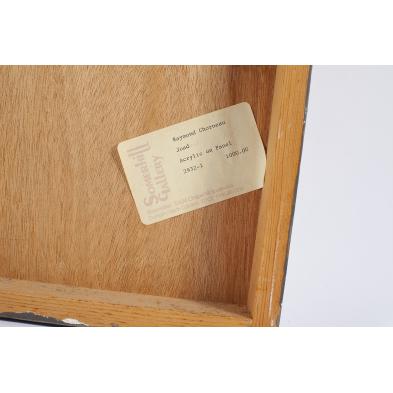 Somerhill
Gallery
Raymond Chorneau
Joad
Acrylic on Panel
2832-1 1000.00